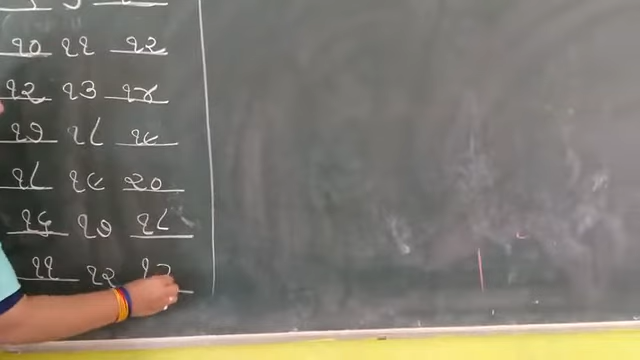 ૧૦ ૧૧ ૧૨
૧૨ ૧૩ ૧૪
૧૭ ૧૮ ૧૯
૧૮ ૧૯ ૨૦
૧૬ ૧૭ ૧૮
૧૧ ૧૨ ૧૩